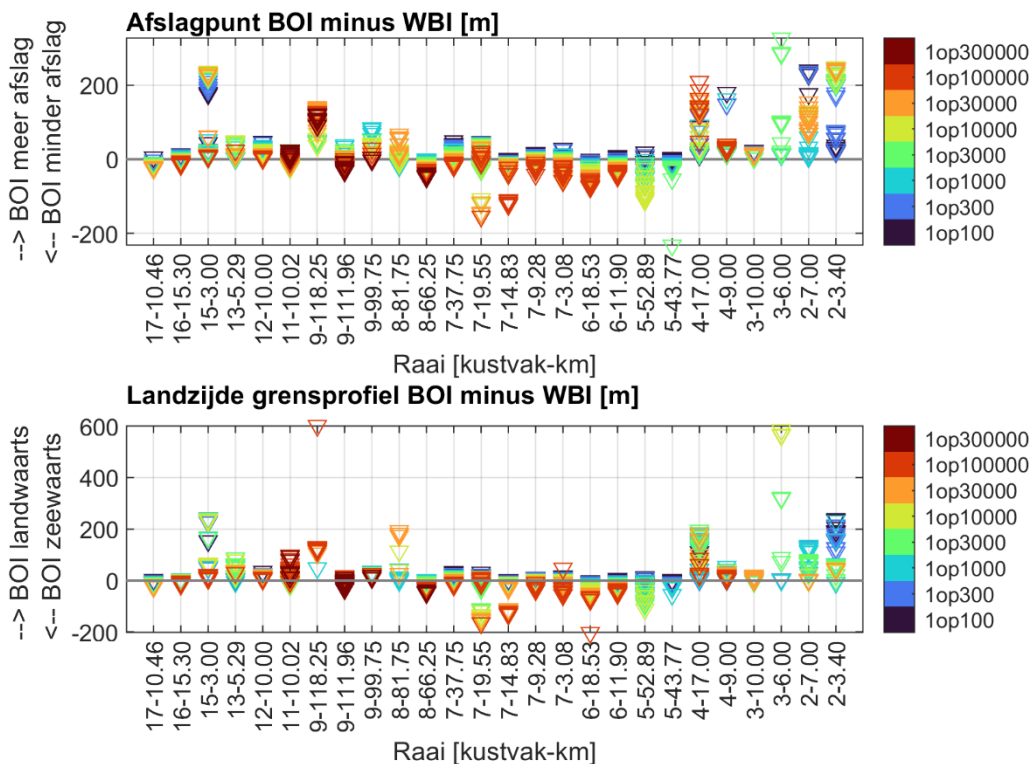 Afslagpunt BOI minus WBI [m]
--> BOI meer afslag
<-- BOI minder afslag
200
0
-200
17-10.46
16-15.30
15-3.00
13-5.29
12-10.00
11-10.02
9-118.25
9-111.96
9-99.75
8-81.75
8-66.25
7-37.75
7-19.55
7-14.83
7-9.28
7-3.08
6-18.53
6-11.90
5-52.89
5-43.77
4-17.00
4-9.00
3-10.00
3-6.00
2-7.00
2-3.40
Raai [kustvak-km]
1op300000
1op100000
1op30000
1op10000
1op3000
1op1000
1op300
1op100
Landzijde grensprofiel BOI minus WBI [m]
--> BOI landwaarts
<-- BOI zeewaarts
600
400
200
0
-200
17-10.46
16-15.30
15-3.00
13-5.29
12-10.00
11-10.02
9-118.25
9-111.96
9-99.75
8-81.75
8-66.25
7-37.75
7-19.55
7-14.83
7-9.28
7-3.08
6-18.53
6-11.90
5-52.89
5-43.77
4-17.00
4-9.00
3-10.00
3-6.00
2-7.00
2-3.40
Raai [kustvak-km]
1op300000
1op100000
1op30000
1op10000
1op3000
1op1000
1op300
1op100